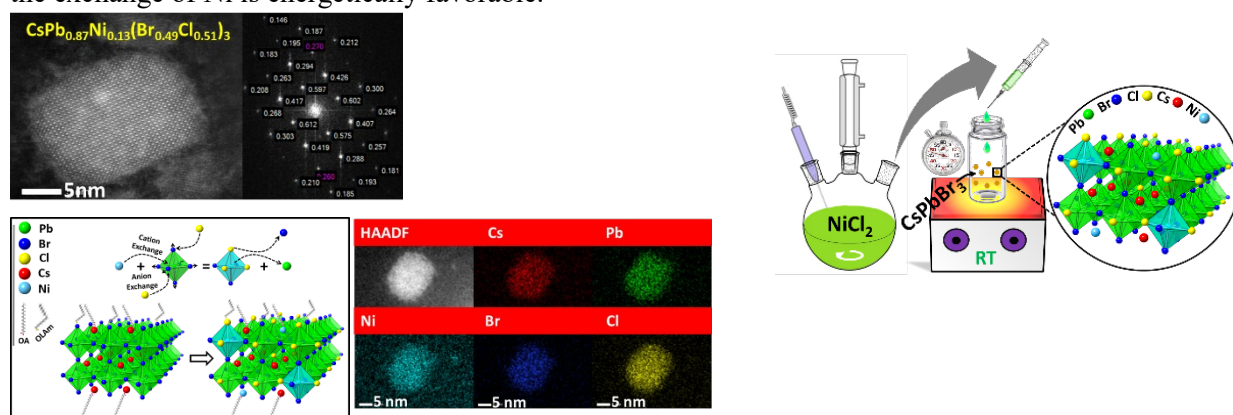 the exchange of Ni is energetically favorable.
CsPb0.87Ni0.13(Br0.49Cl0.51)3
5nm
0.146
0.187
0.195
0.270
0.212
0.183
0.294
0.263
0.426
0.208
0.597
0.300
0.417
0.602
0.268
0.264
0.612
0.407
0.303
0.575
0.257
0.419
0.288
0.260
0.181
0.210
0.193
0.185
Pb
Br
Cl
Cs
Ni
OA
OLAm
Cation
Exchange
+
=
+
Anion
Exchange
HAADF
Cs
Pb
Ni
Br
Cl
5 nm
5 nm
5 nm
NiCl2
CsPbBr3
RT
Pb
Br
Cl
Cs
Ni